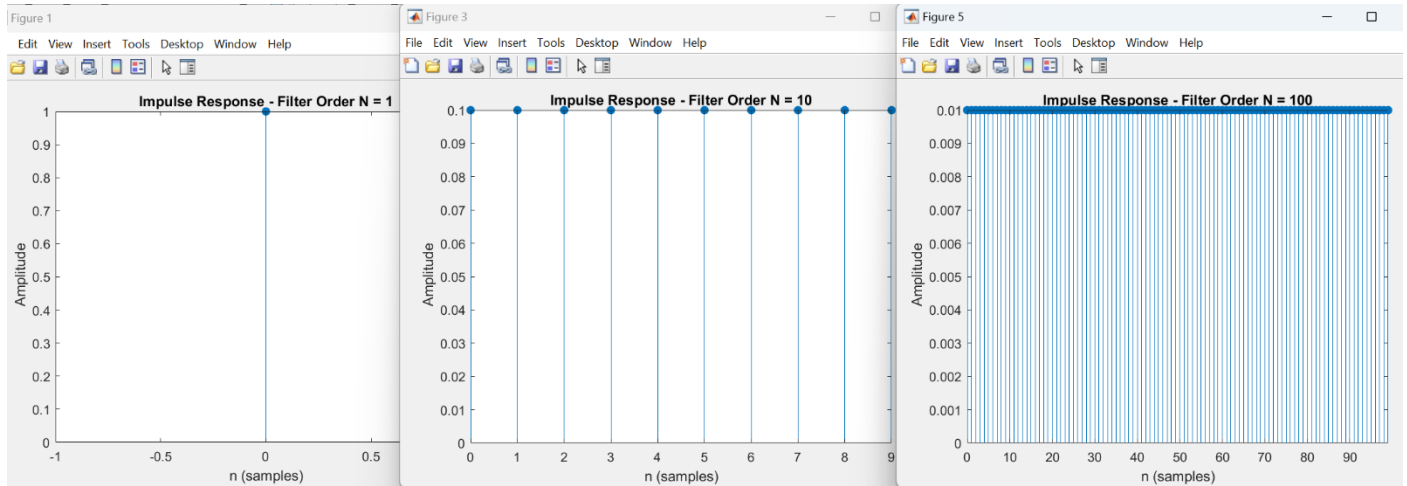 Figure 1
Edit View Insert Tools Desktop Window Help
Impulse Response - Filter Order N = 1
1
0.9
0.8
0.7
0.6
0.5
0.4
0.3
0.2
0.1
0
Amplitude
-1 -0.5 0 0.5
n (samples)
Figure 3
File Edit View Insert Tools Desktop Window Help
Impulse Response - Filter Order N = 10
0.1
0.09
0.08
0.07
0.06
0.05
0.04
0.03
0.02
0.01
0
Amplitude
0 1 2 3 4 5 6 7 8 9
n (samples)
Figure 5
File Edit View Insert Tools Desktop Window Help
Impulse Response - Filter Order N = 100
0.01
0.009
0.008
0.007
0.006
0.005
0.004
0.003
0.002
0.001
0
Amplitude
0 10 20 30 40 50 60 70 80 90
n (samples)